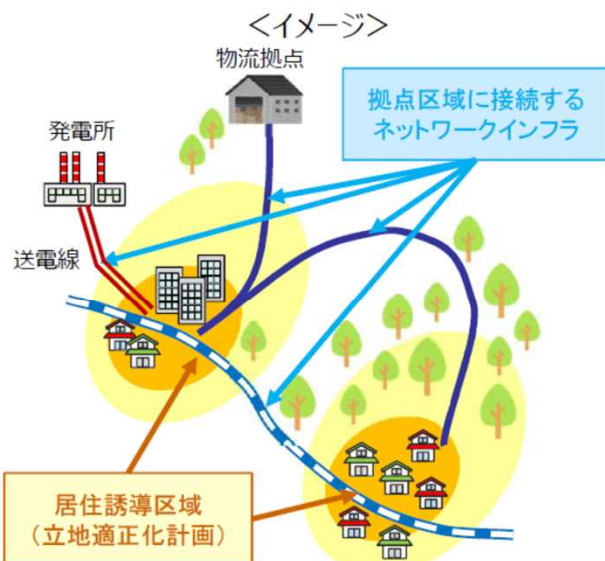 ＜イメージ＞
物流拠点
拠点区域に接続する
ネットワークインフラ
発電所
送電線
居住誘導区域
（立地適正化計画）